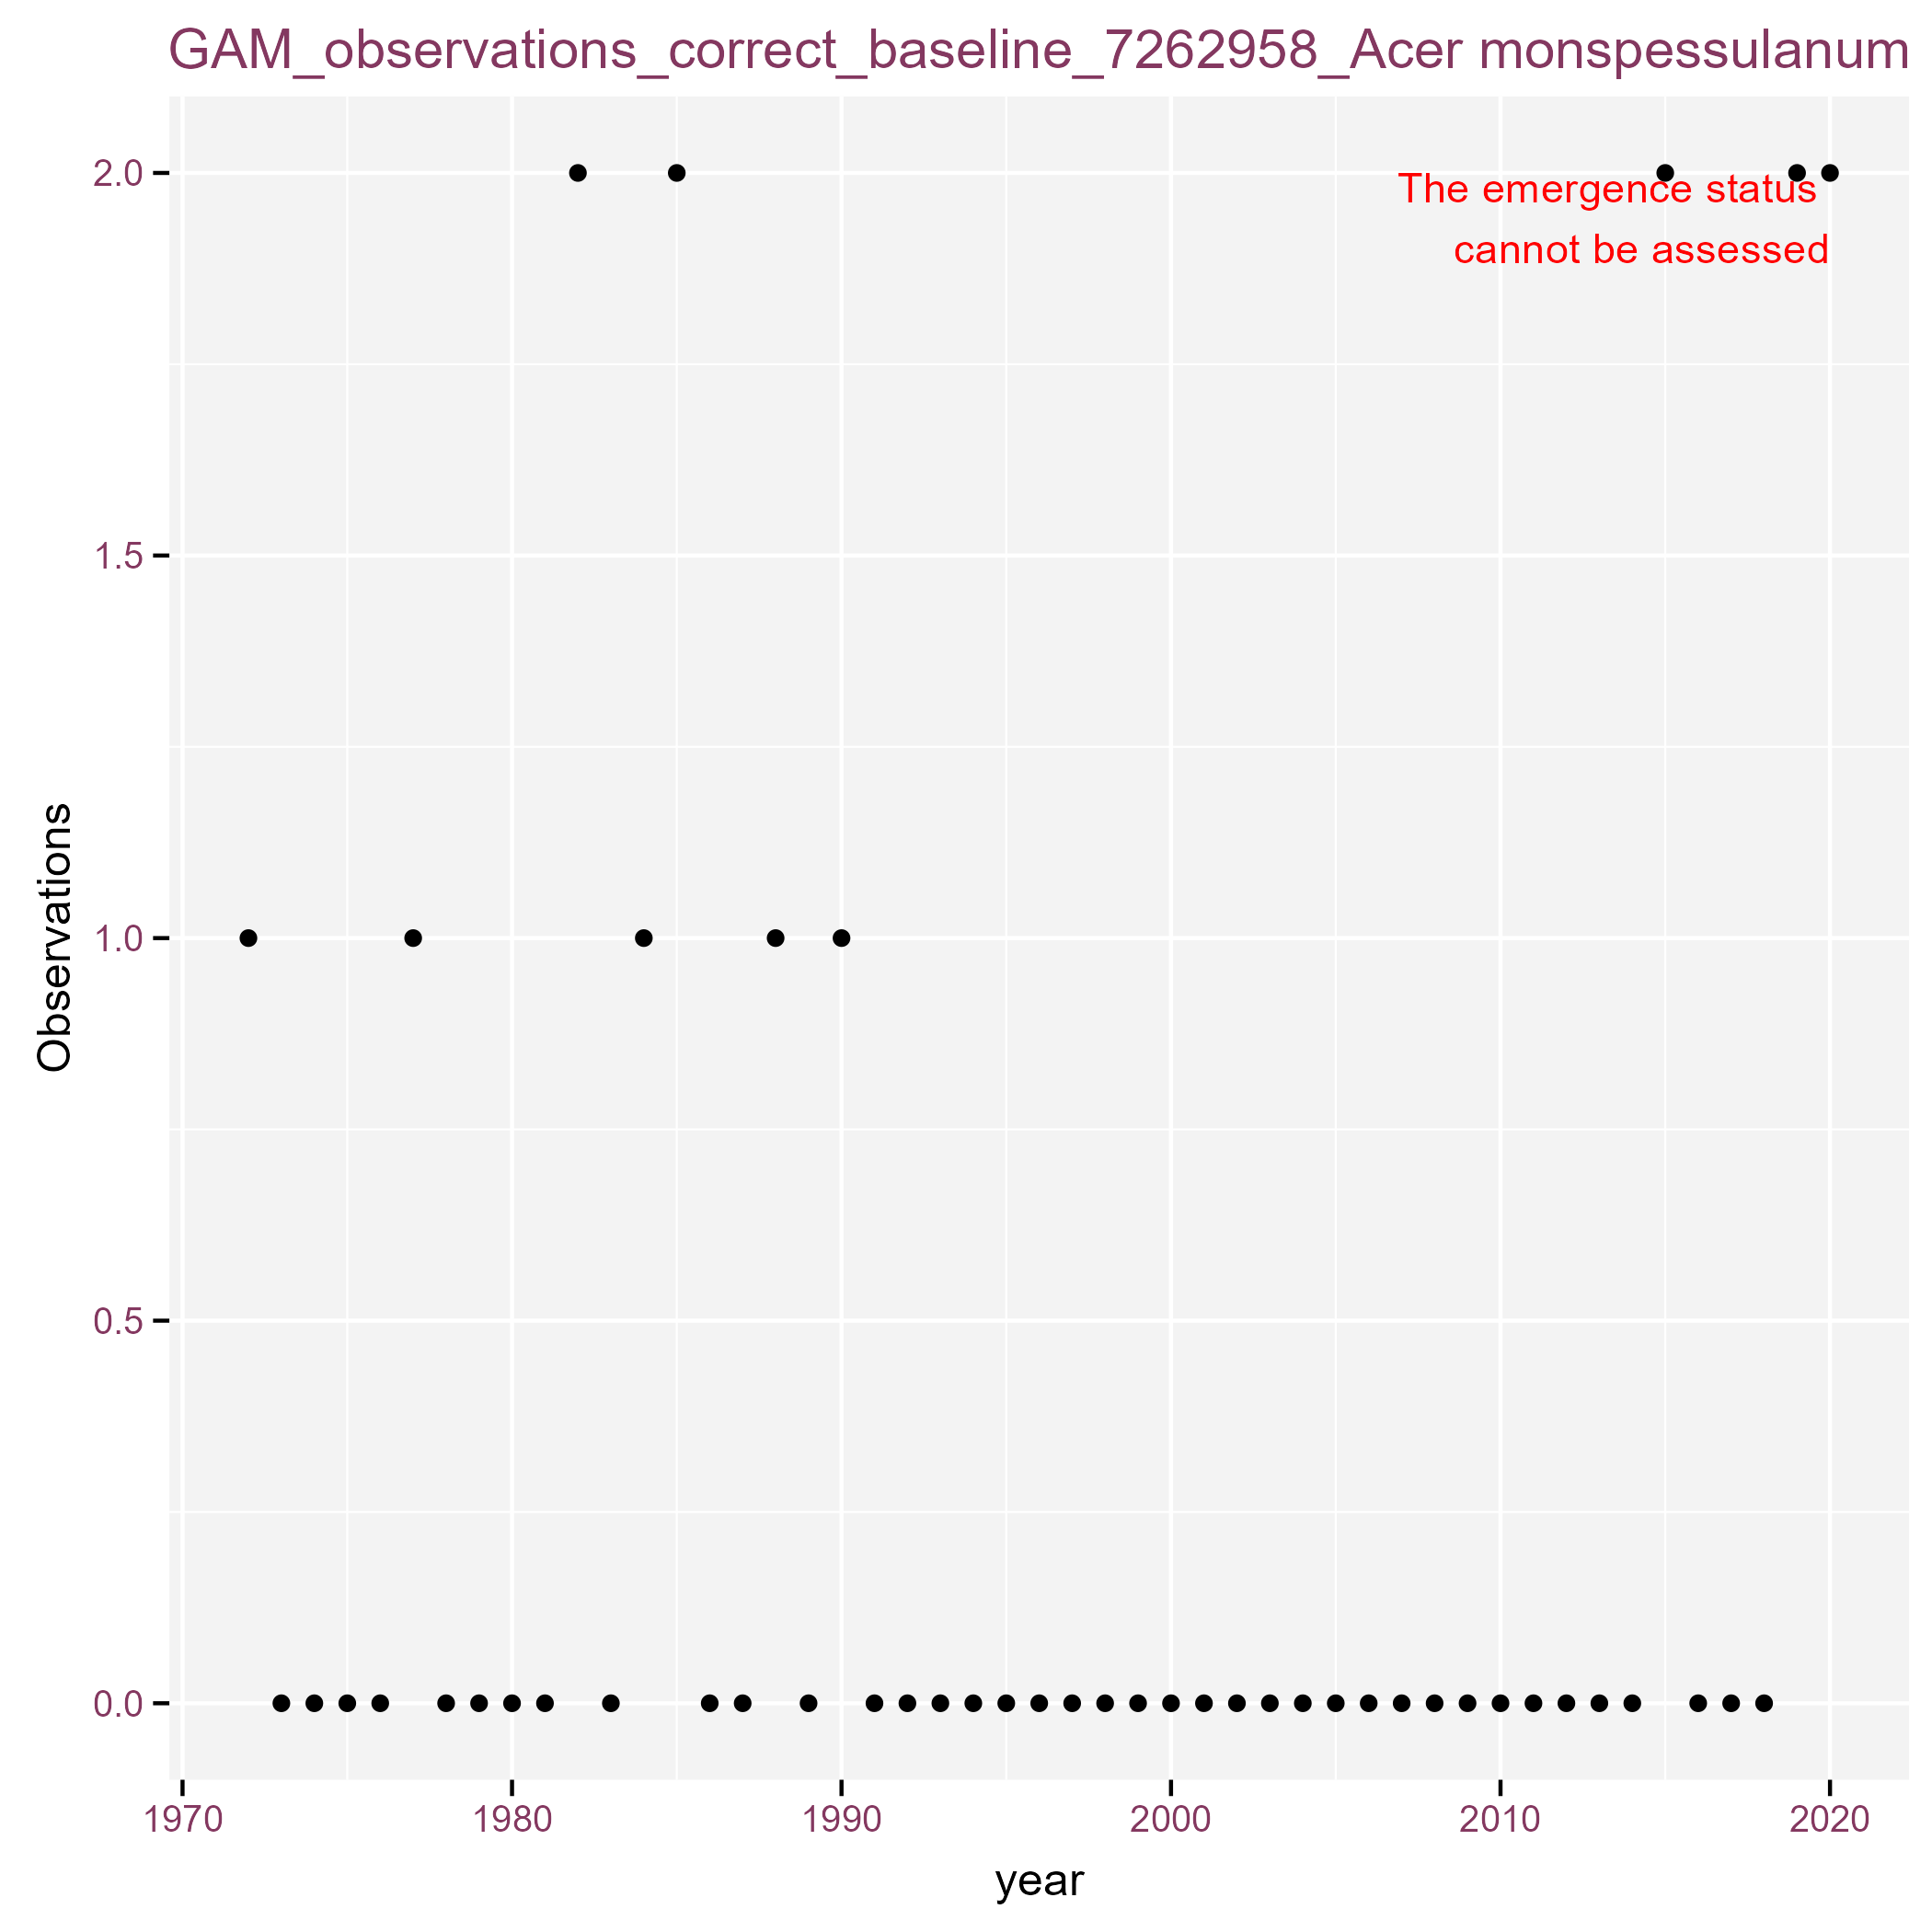 GAM_observations_correct_baseline_7262958_Acer monspessulanum
2.0
The emergence status
cannot be assessed
1.5
1.0
0.5
0.0
Observations
1970 1980 1990 2000 2010 2020
year